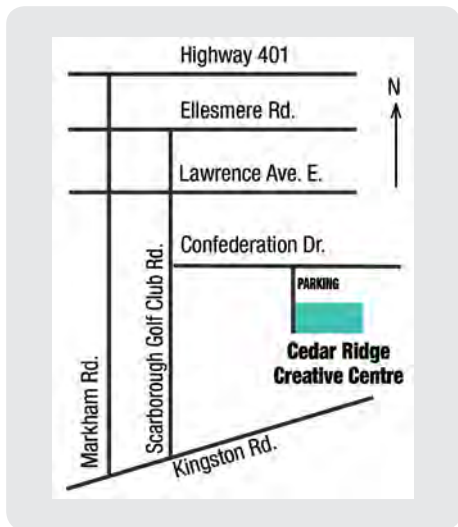 Highway 401
N
Ellesmere Rd.
Lawrence Ave. E.
Confederation Dr.
PARKING
Cedar Ridge
Creative Centre
Markham Rd.
Scarborough Golf Club Rd.
Kingston Rd.